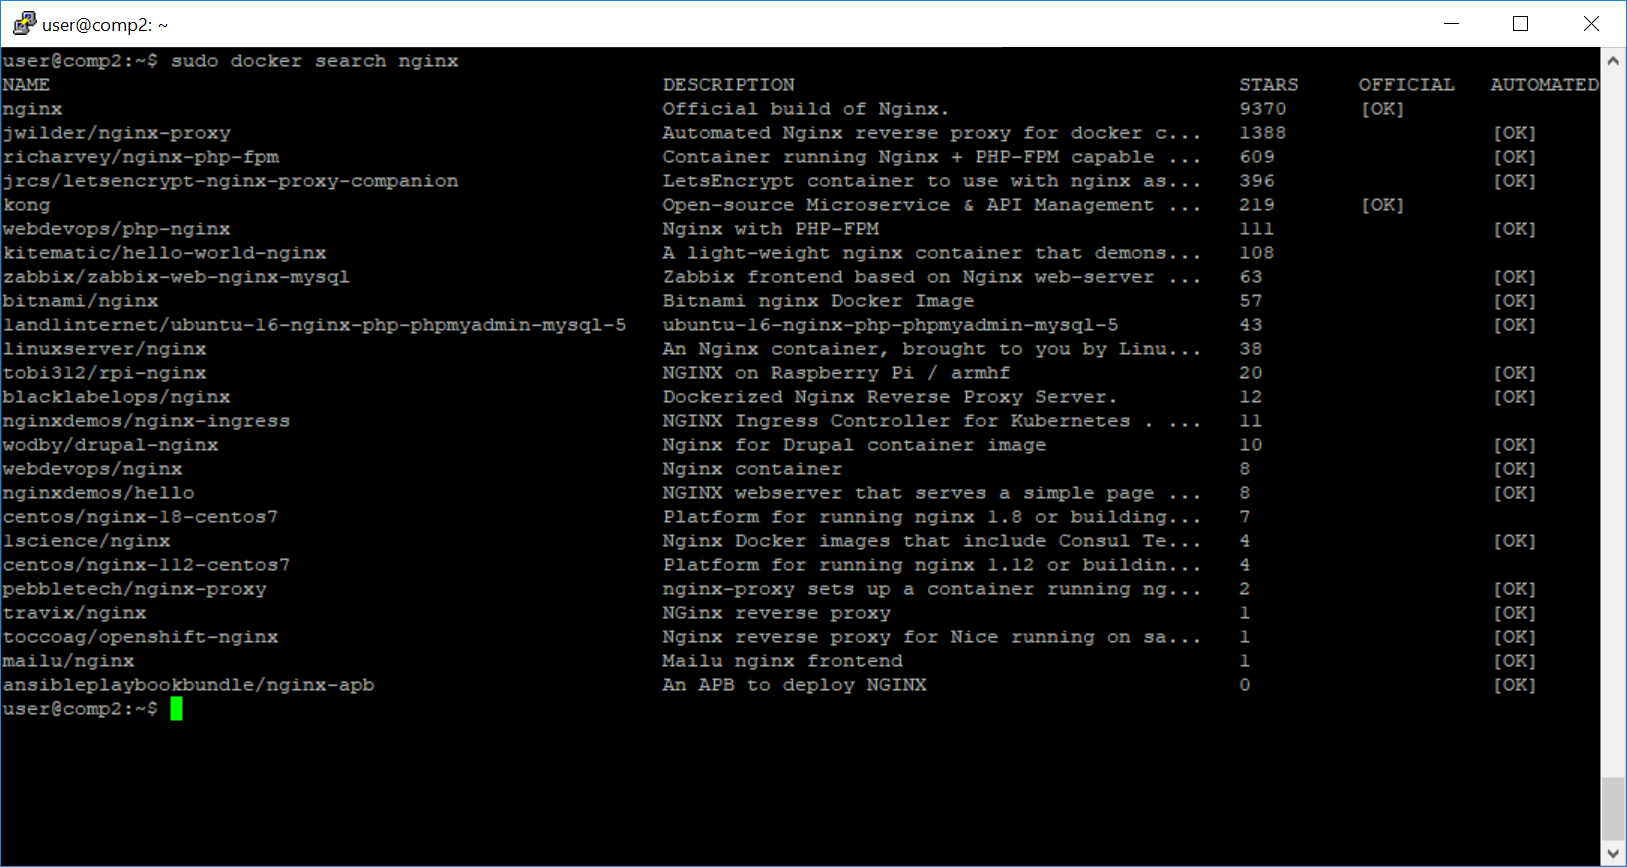 user@comp2: ~
user@comp2:~$ sudo docker search nginx
NAME DESCRIPTION STARS OFFICIAL AUTOMATED
nginx Official build of Nginx. 9370 [OK]
jwilder/nginx-proxy Automated Nginx reverse proxy for docker c... 1388 [OK]
richarvey/nginx-php-fpm Container running Nginx + PHP-FPM capable ... 609 [OK]
jrcs/letsencrypt-nginx-proxy-companion LetsEncrypt container to use with nginx as... 396 [OK]
kong Open-source Microservice & API Management ... 219 [OK]
webdevops/php-nginx Nginx with PHP-FPM 111 [OK]
kitematic/hello-world-nginx A light-weight nginx container that demons... 108
zabbix/zabbix-web-nginx-mysql Zabbix frontend based on Nginx web-server ... 63 [OK]
bitnami/nginx Bitnami nginx Docker Image 57 [OK]
landlinternet/ubuntu-16-nginx-php-phpmyadmin-mysql-5 ubuntu-16-nginx-php-phpmyadmin-mysql-5 43 [OK]
linuxserver/nginx An Nginx container, brought to you by Linu... 38
tobi312/rpi-nginx NGINX on Raspberry Pi / armhf 20 [OK]
blacklabelops/nginx Dockerized Nginx Reverse Proxy Server. 12 [OK]
nginxdemos/nginx-ingress NGINX Ingress Controller for Kubernetes . ... 11
wodby/drupal-nginx Nginx for Drupal container image 10 [OK]
webdevops/nginx Nginx container 8 [OK]
nginxdemos/hello NGINX webserver that serves a simple page ... 8 [OK]
centos/nginx-18-centos7 Platform for running nginx 1.8 or building... 7
1science/nginx Nginx Docker images that include Consul Te... 4 [OK]
centos/nginx-112-centos7 Platform for running nginx 1.12 or buildin... 4
pebbletech/nginx-proxy nginx-proxy sets up a container running ng... 2 [OK]
travix/nginx NGinx reverse proxy 1 [OK]
toccoag/openshift-nginx Nginx reverse proxy for Nice running on sa... 1 [OK]
mailu/nginx Mailu nginx frontend 1 [OK]
ansibleplaybookbundle/nginx-apb An APB to deploy NGINX 0 [OK]
user@comp2:~$